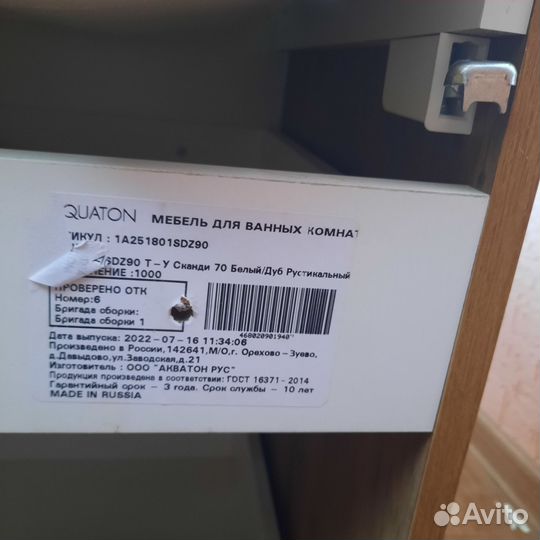 QUATON МЕБЕЛЬ ДЛЯ ВАННЫХ КОМНАТ
ТИКУЛ : 1A251801SDZ90
/SDZ90 Т-У Сканди 70 Белый/Дуб Рустикальный
ЛЕНИЕ :1000
ПРОВЕРЕНО ОТК
Номер:6
Бригада сборки:
Бригада сборки 1
4680020901940
Дата выпуска: 2022-07-16 11:34:06
Произведено в России,142641,М/О,г. Орехово-Зуево,
д.Давыдово,ул.Заводская,д.21
Изготовитель : ООО "АКВАТОН РУС"
Продукция произведена в соответствии: ГОСТ 16371-2014
Гарантийный срок - 3 года. Срок службы - 10 лет
MADE IN RUSSIA
Avito